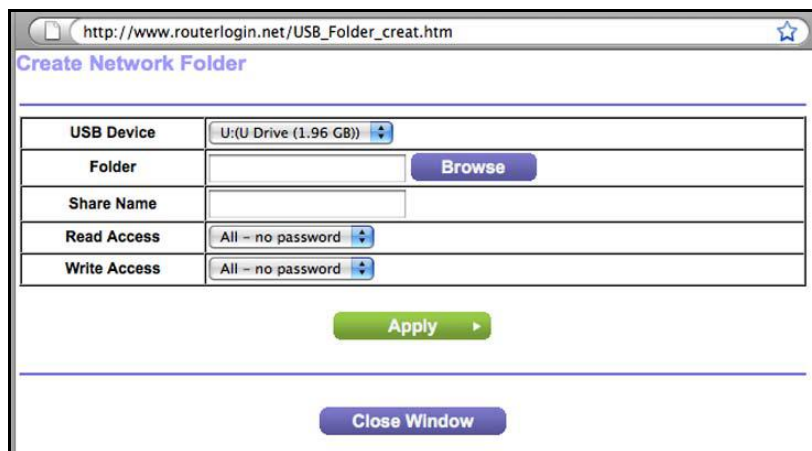 http://www.routerlogin.net/USB_Folder_creat.htm
Create Network Folder
USB Device U:(U Drive (1.96 GB))
Folder Browse
Share Name
Read Access All – no password
Write Access All – no password
Apply
Close Window